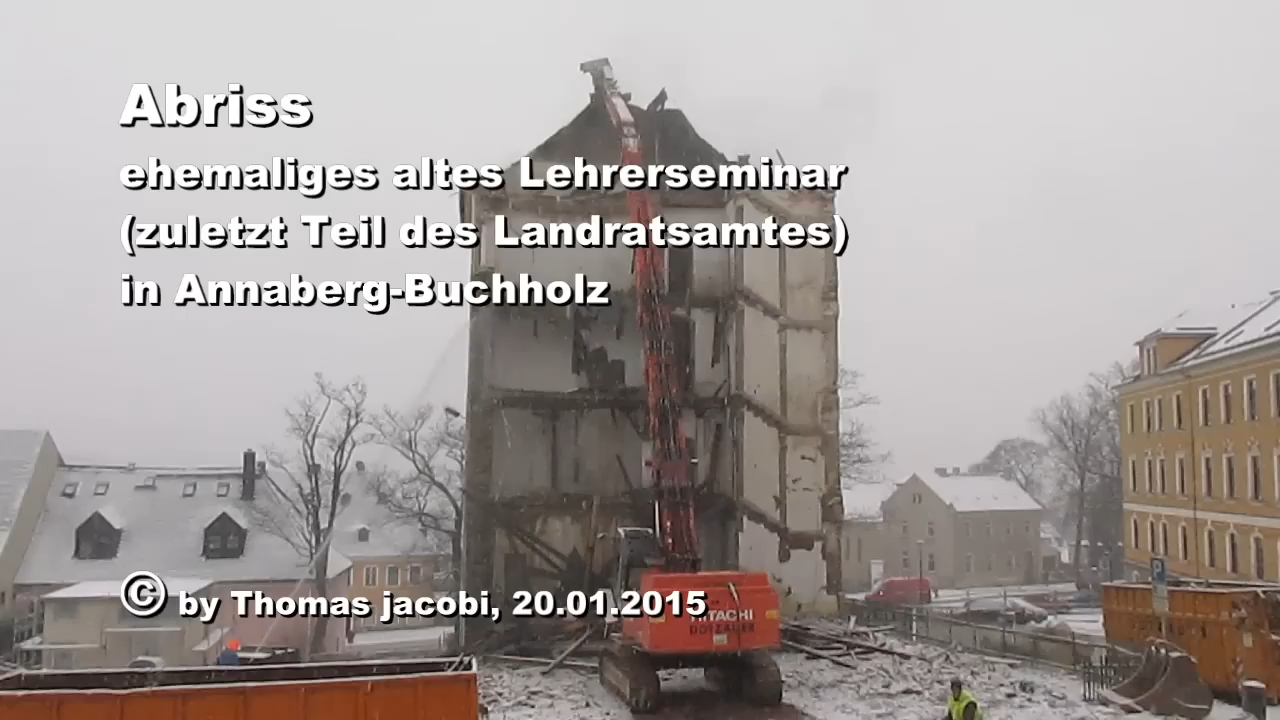 Abriss
ehemaliges altes Lehrerseminar
(zuletzt Teil des Landratsamtes)
in Annaberg-Buchholz
© by Thomas jacobi, 20.01.2015
HITACHI
P